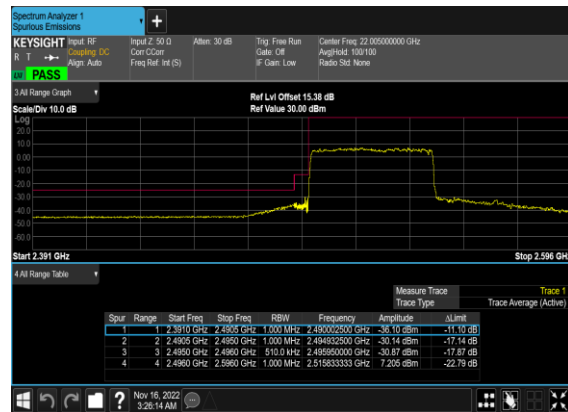 Spectrum Analyzer 1
Spurious Emissions
+
KEYSIGHT Input: RF Input Z: 50 Ω Atten: 30 dB Trig: Free Run Center Freq: 22.005000000 GHz
R T Coupling: DC Corr CCorr Gate: Off Avg|Hold: 100/100
Align: Auto Freq Ref: Int (S) IF Gain: Low Radio Std: None
PASS
3 All Range Graph
Ref Lvl Offset 15.38 dB
Scale/Div 10.0 dB Ref Value 30.00 dBm
Log
20.0
10.0
0.00
-10.0
-20.0
-30.0
-40.0
-50.0
-60.0
Start 2.391 GHz Stop 2.596 GHz
4 All Range Table
Measure Trace Trace 1
Trace Type Trace Average (Active)
Spur Range Start Freq Stop Freq RBW Frequency Amplitude ΔLimit
1 1 2.3910 GHz 2.4905 GHz 1.000 MHz 2.490002500 GHz -36.10 dBm -11.10 dB
2 2 2.4905 GHz 2.4950 GHz 1.000 MHz 2.494932500 GHz -30.14 dBm -17.14 dB
3 3 2.4950 GHz 2.4960 GHz 510.0 kHz 2.495950000 GHz -30.87 dBm -17.87 dB
4 4 2.4960 GHz 2.5960 GHz 1.000 MHz 2.515833333 GHz 7.205 dBm -22.79 dB
? Nov 16, 2022
3:26:14 AM